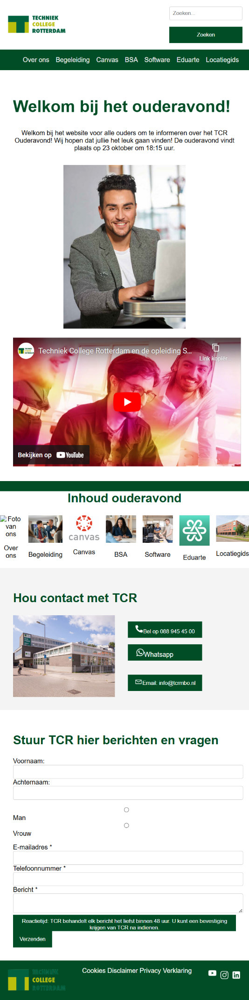 TECHNIEK
COLLEGE
ROTTERDAM
Zoeken...
Zoeken
Over ons Begeleiding Canvas BSA Software Eduarte Locatiegids
Welkom bij het ouderavond!
Welkom bij het website voor alle ouders om te informeren over het TCR
Ouderavond! Wij hopen dat jullie het leuk gaan vinden! De ouderavond vindt
plaats op 23 oktober om 18:15 uur.
Techniek College Rotterdam en de opleiding S...
Link kopiër...
Bekijken op YouTube
Inhoud ouderavond
Foto
van
ons
canvas
Over
ons
Begeleiding
Canvas
BSA
Software
Eduarte
Locatiegids
Hou contact met TCR
Bel op 088 945 45 00
Whatsapp
Email: info@tcrmbo.nl
Stuur TCR hier berichten en vragen
Voornaam:
Achternaam:
Man
Vrouw
E-mailadres *
Telefoonnummer *
Bericht *
Reactietijd: TCR behandelt elk bericht het liefst binnen 48 uur. U kunt een bevestiging
krijgen van TCR na indienen.
Verzenden
TECHNIEK
COLLEGE
ROTTERDAM
Cookies Disclaimer Privacy Verklaring